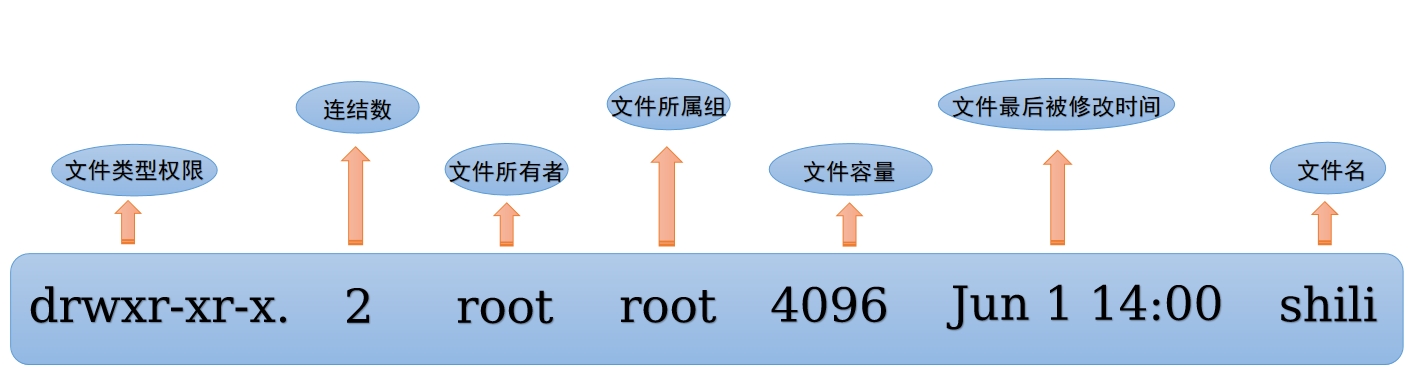 连结数
文件所属组
文件最后被修改时间
文件类型权限
文件所有者
文件容量
文件名
drwxr-xr-x. 2 root root 4096 Jun 1 14:00 shili